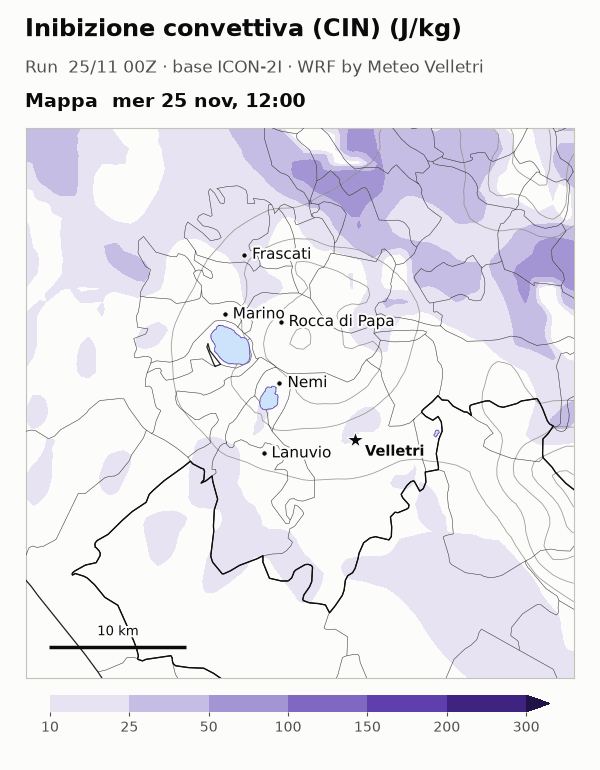 Inibizione convettiva (CIN) (J/kg)
Run  25/11 00Z · base ICON-2I · WRF by Meteo Velletri
Mappa  mer 25 nov, 12:00
Frascati
Marino
Rocca di Papa
Nemi
Velletri
Lanuvio
10 km
10 25 50 100 150 200 300